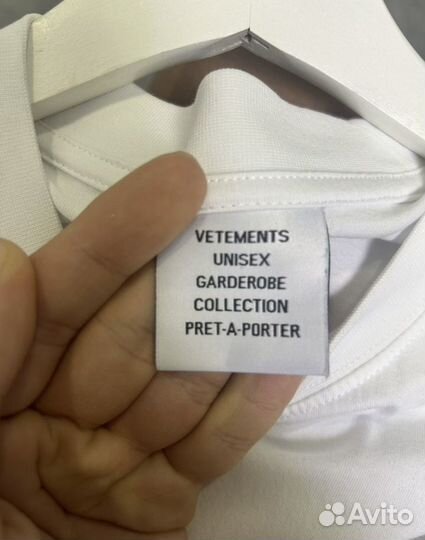 VETEMENTS
UNISEX
GARDEROBE
COLLECTION
PRET-A-PORTER
Avito